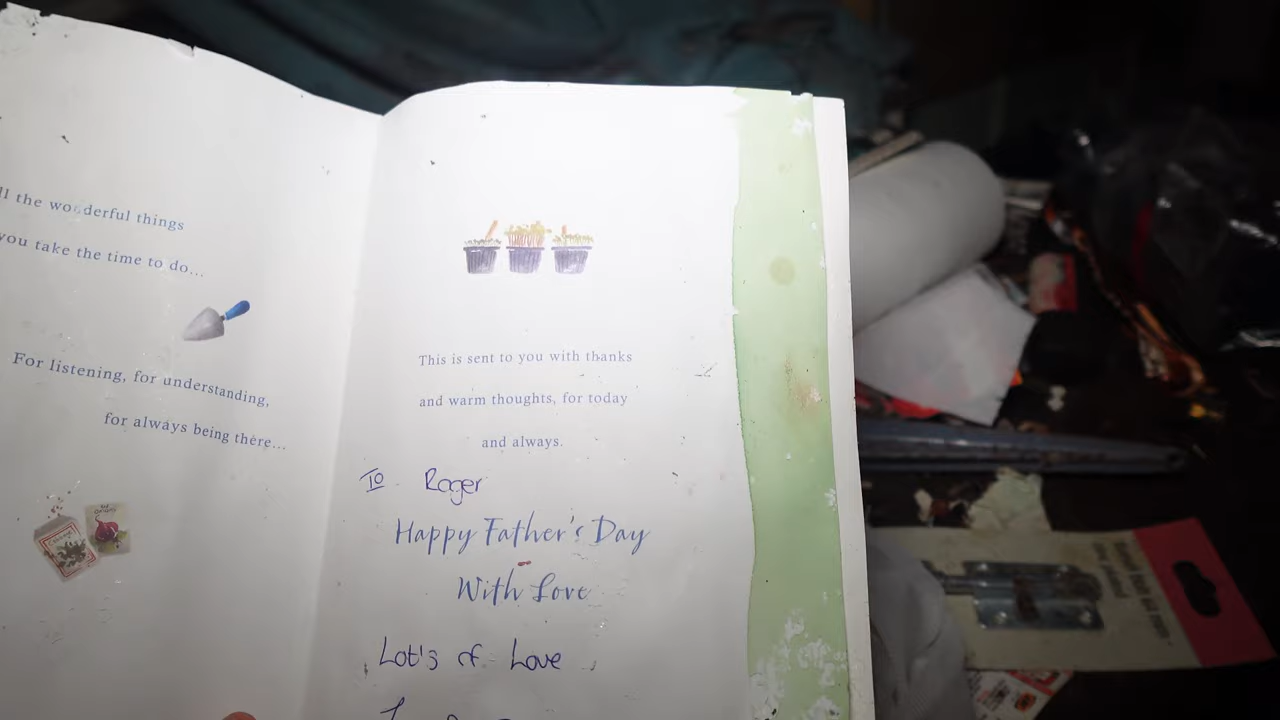 ll the wonderful things
you take the time to do...
For listening, for understanding,
for always being there...
This is sent to you with thanks
and warm thoughts, for today
and always.
To Roger
Happy Father's Day
With Love
Lot's of Love